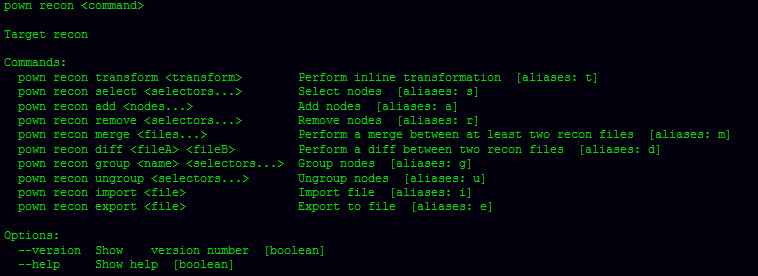 pown recon <command>
Target recon
Commands:
pown recon transform <transform> Perform inline transformation [aliases: t]
pown recon select <selectors...> Select nodes [aliases: s]
pown recon add <nodes...> Add nodes [aliases: a]
pown recon remove <selectors...> Remove nodes [aliases: r]
pown recon merge <files...> Perform a merge between at least two recon files [aliases: m]
pown recon diff <fileA> <fileB> Perform a diff between two recon files [aliases: d]
pown recon group <name> <selectors...> Group nodes [aliases: g]
pown recon ungroup <selectors...> Ungroup nodes [aliases: u]
pown recon import <file> Import file [aliases: i]
pown recon export <file> Export to file [aliases: e]
Options:
--version Show version number [boolean]
--help Show help [boolean]